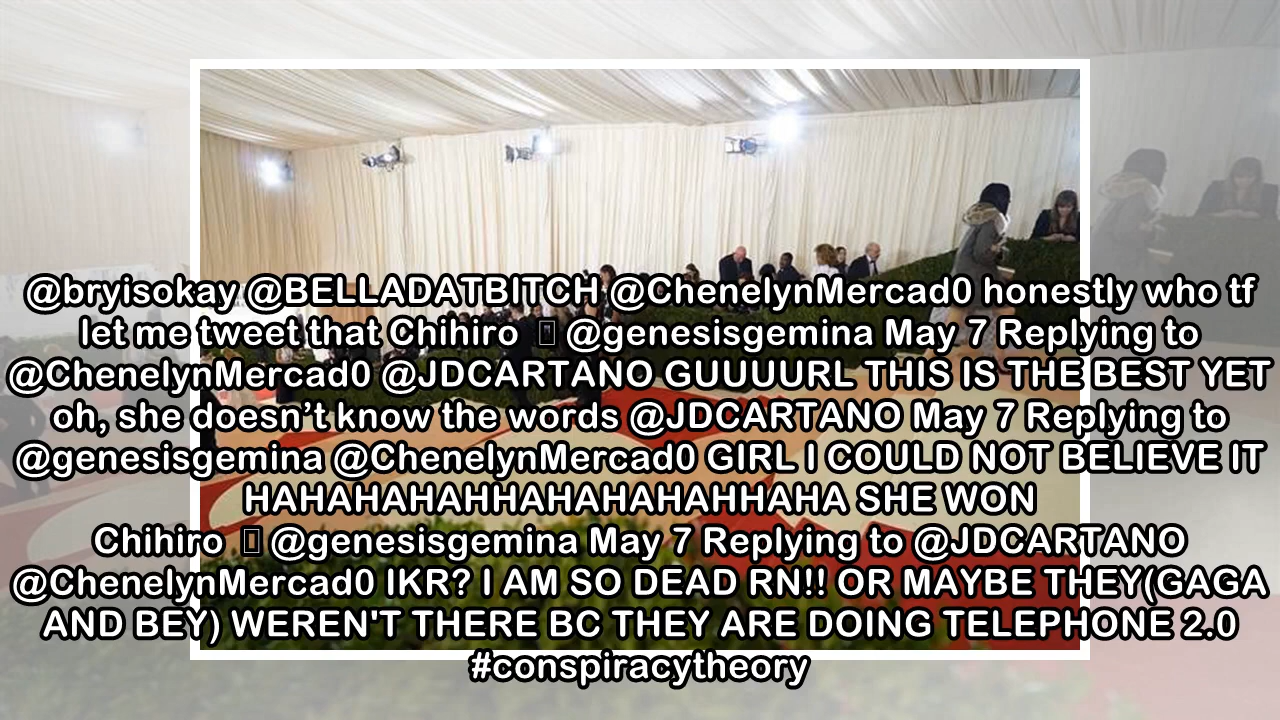 @bryisokay @BELLADATBITCH @ChenelynMercad0 honestly who tf
let me tweet that Chihiro @genesisgemina May 7 Replying to
@ChenelynMercad0 @JDCARTANO GUUUURL THIS IS THE BEST YET
oh, she doesn’t know the words @JDCARTANO May 7 Replying to
@genesisgemina @ChenelynMercad0 GIRL I COULD NOT BELIEVE IT
HAHAHAHAHHAHAHAHAHAHHAHA SHE WON
Chihiro @genesisgemina May 7 Replying to @JDCARTANO
@ChenelynMercad0 IKR? I AM SO DEAD RN!! OR MAYBE THEY(GAGA
AND BEY) WEREN'T THERE BC THEY ARE DOING TELEPHONE 2.0
#conspiracytheory